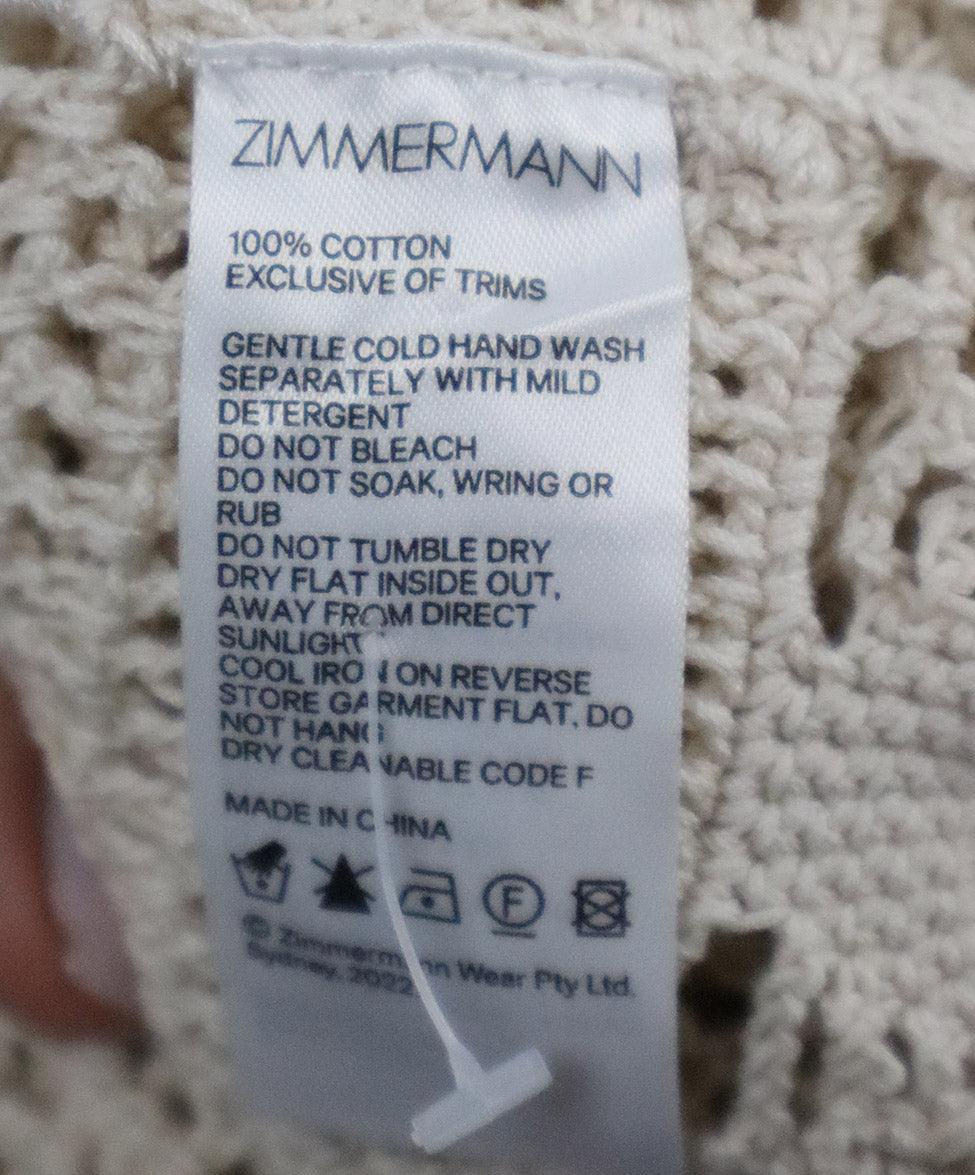 ZIMMERMANN
100% COTTON
EXCLUSIVE OF TRIMS
GENTLE COLD HAND WASH
SEPARATELY WITH MILD
DETERGENT
DO NOT BLEACH
DO NOT SOAK, WRING OR
RUB
DO NOT TUMBLE DRY
DRY FLAT INSIDE OUT,
AWAY FROM DIRECT
SUNLIGHT
COOL IRON ON REVERSE
STORE GARMENT FLAT, DO
NOT HANG
DRY CLEANABLE CODE F
MADE IN CHINA
F
© Zimmermann Wear Pty Ltd.
Sydney, 2022